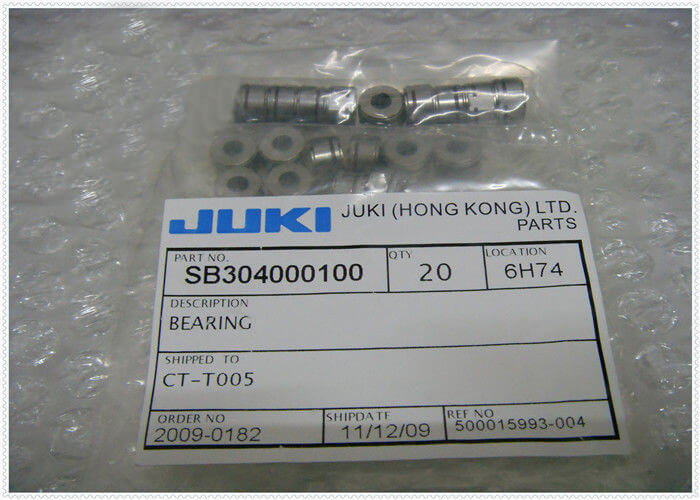 JUKI JUKI (HONG KONG) LTD.
PARTS
PART NO. QTY LOCATION
SB304000100 20 6H74
DESCRIPTION
BEARING
SHIPPED TO
CT-T005
ORDER NO SHIPDATE REF NO
2009-0182 11/12/09 500015993-004